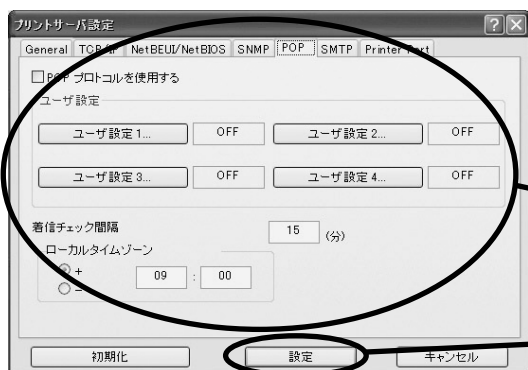 プリントサーバ設定
General TCP/IP NetBEUI/NetBIOS SNMP POP SMTP Printer Port
POP プロトコルを使用する
ユーザ設定
ユーザ設定 1... OFF ユーザ設定 2... OFF
ユーザ設定 3... OFF ユーザ設定 4... OFF
着信チェック間隔 15 (分)
ローカルタイムゾーン
+ 09 : 00
-
初期化 設定 キャンセル